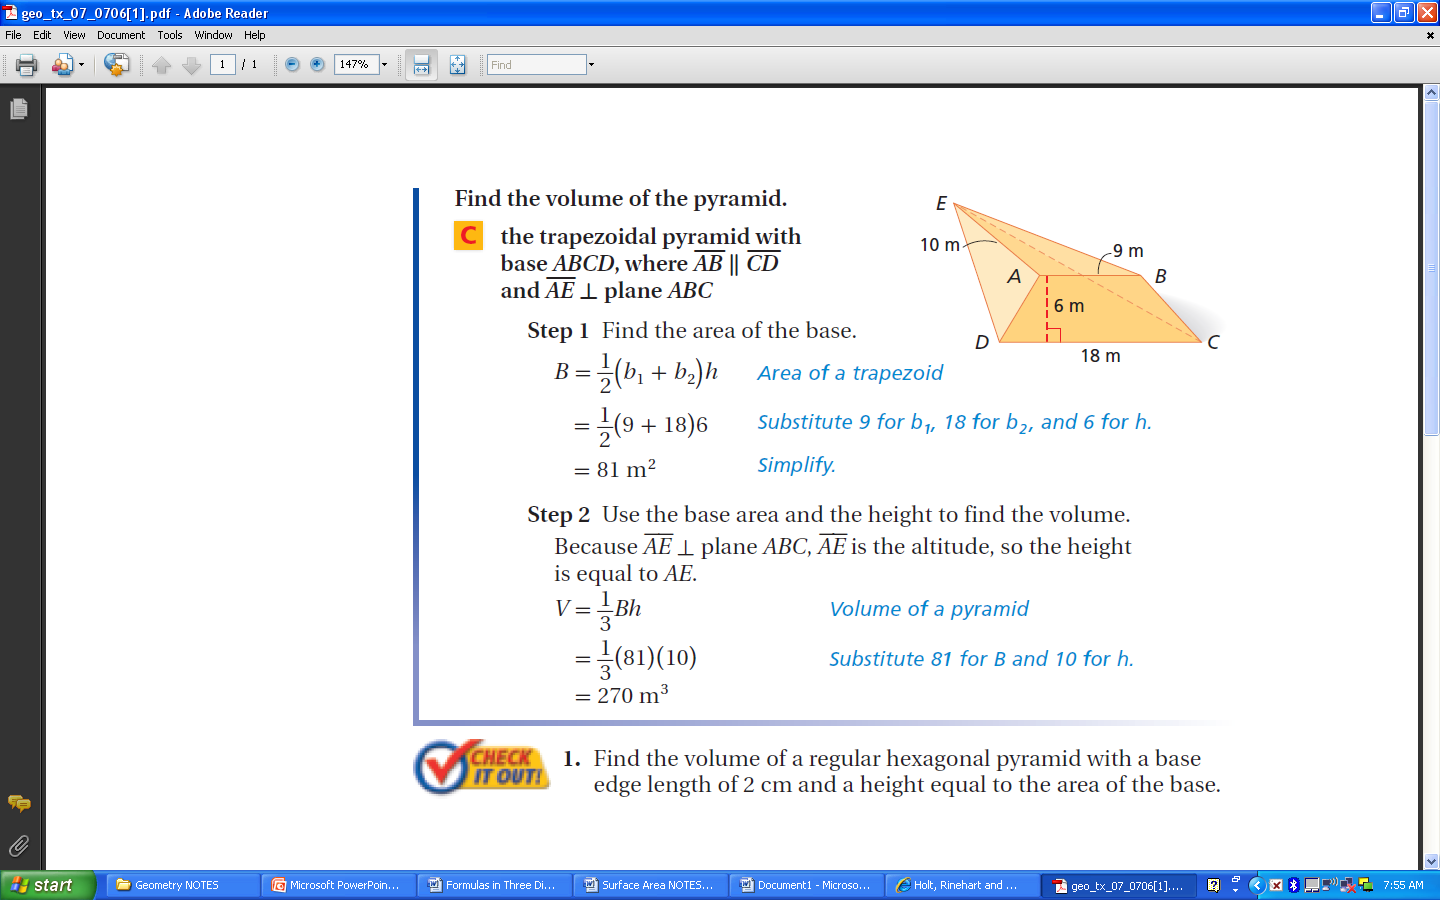 geo_tx_07_0706[1].pdf - Adobe Reader
File Edit View Document Tools Window Help
1 / 1 147% Find
Find the volume of the pyramid.
C the trapezoidal pyramid with
base ABCD, where A̅B̅ ∥ C̅D̅
and A̅E̅ ⊥ plane ABC
E
10 m
9 m
A
B
6 m
D
C
18 m
Step 1 Find the area of the base.
B = 1/2(b₁ + b₂)h Area of a trapezoid
= 1/2(9 + 18)6 Substitute 9 for b₁, 18 for b₂, and 6 for h.
= 81 m² Simplify.
Step 2 Use the base area and the height to find the volume.
Because A̅E̅ ⊥ plane ABC, A̅E̅ is the altitude, so the height
is equal to AE.
V = 1/3Bh Volume of a pyramid
= 1/3(81)(10) Substitute 81 for B and 10 for h.
= 270 m³
CHECK
IT OUT!
1. Find the volume of a regular hexagonal pyramid with a base
edge length of 2 cm and a height equal to the area of the base.
start Geometry NOTES Microsoft PowerPoin... Formulas in Three Di... Surface Area NOTES... Document1 - Microso... Holt, Rinehart and ... geo_tx_07_0706[1].... 7:55 AM